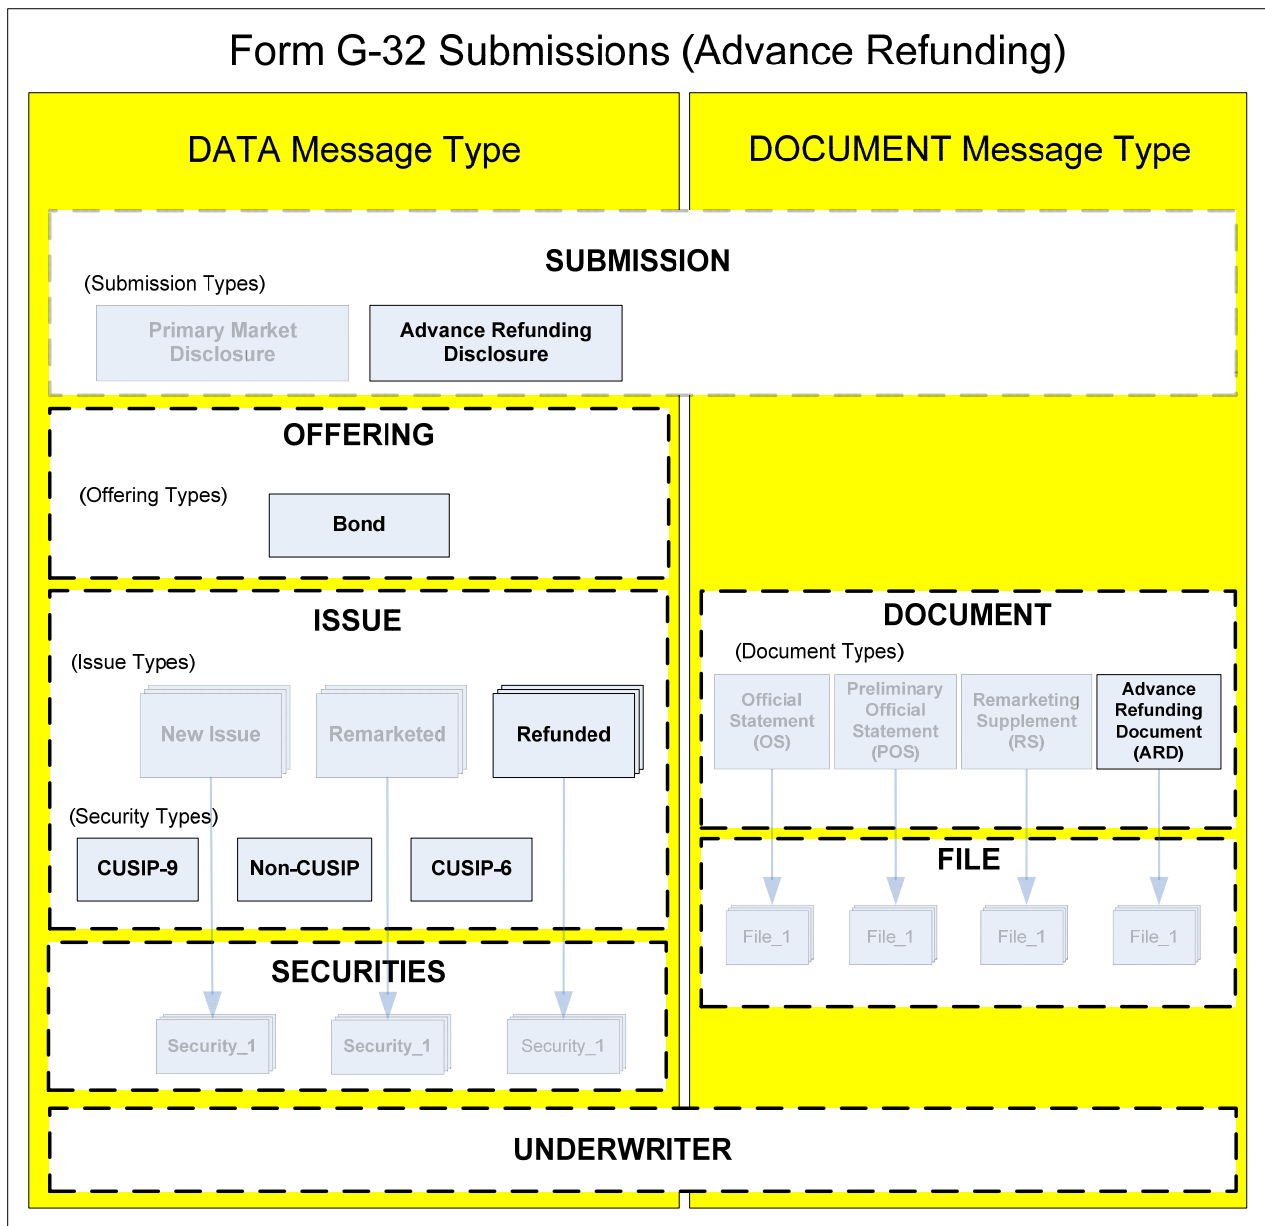 Form G-32 Submissions (Advance Refunding)
DATA Message Type
DOCUMENT Message Type
SUBMISSION
(Submission Types)
Primary Market
Disclosure
Advance Refunding
Disclosure
OFFERING
(Offering Types)
Bond
ISSUE
(Issue Types)
New Issue
Remarketed
Refunded
(Security Types)
CUSIP-9
Non-CUSIP
CUSIP-6
SECURITIES
Security_1
Security_1
Security_1
DOCUMENT
(Document Types)
Official
Statement
(OS)
Preliminary
Official
Statement
(POS)
Remarketing
Supplement
(RS)
Advance
Refunding
Document
(ARD)
FILE
File_1
File_1
File_1
File_1
UNDERWRITER